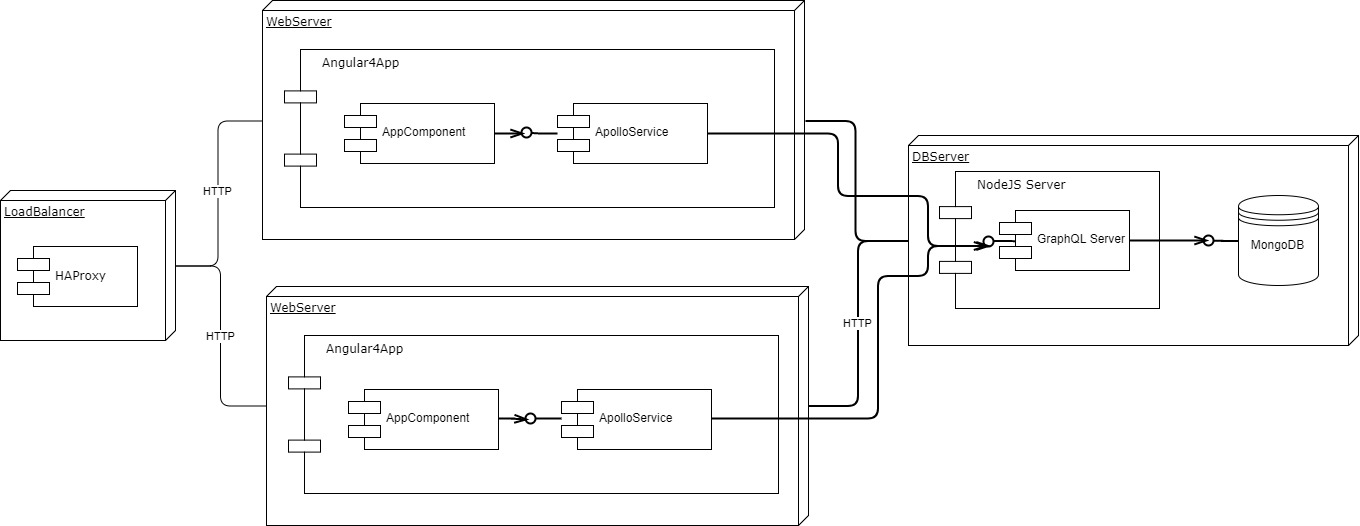 WebServer
Angular4App
AppComponent
ApolloService
HTTP
LoadBalancer
HAProxy
HTTP
WebServer
Angular4App
AppComponent
ApolloService
HTTP
DBServer
NodeJS Server
GraphQL Server
MongoDB